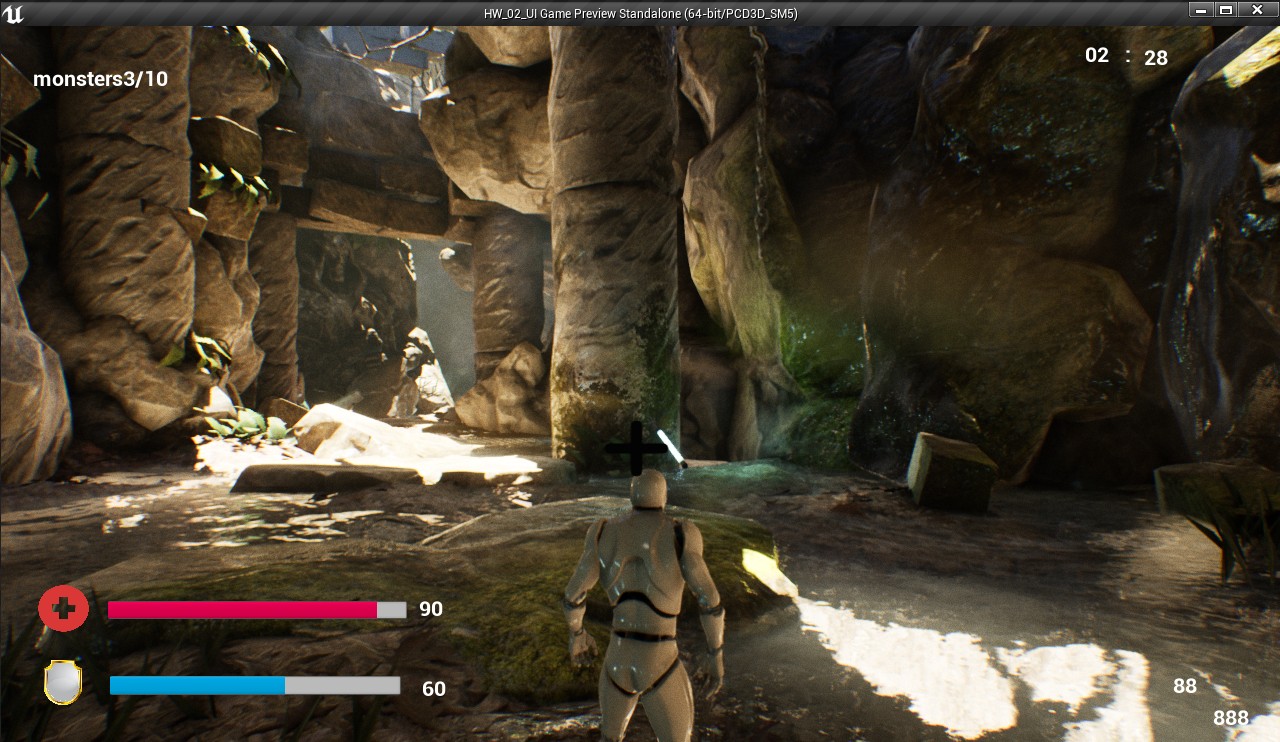 HW_02_UI Game Preview Standalone (64-bit/PCD3D_SM5)
02 : 28
monsters3/10
90
60
88
888